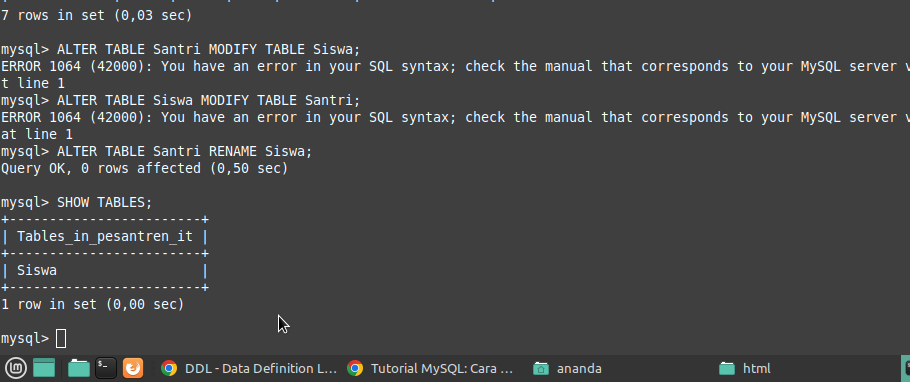 7 rows in set (0,03 sec)
mysql> ALTER TABLE Santri MODIFY TABLE Siswa;
ERROR 1064 (42000): You have an error in your SQL syntax; check the manual that corresponds to your MySQL server v
t line 1
mysql> ALTER TABLE Siswa MODIFY TABLE Santri;
ERROR 1064 (42000): You have an error in your SQL syntax; check the manual that corresponds to your MySQL server v
at line 1
mysql> ALTER TABLE Santri RENAME Siswa;
Query OK, 0 rows affected (0,50 sec)
mysql> SHOW TABLES;
+------------------------+
| Tables_in_pesantren_it |
+------------------------+
| Siswa                  |
+------------------------+
1 row in set (0,00 sec)
mysql>
$_ DDL - Data Definition L... Tutorial MySQL: Cara ... ananda html